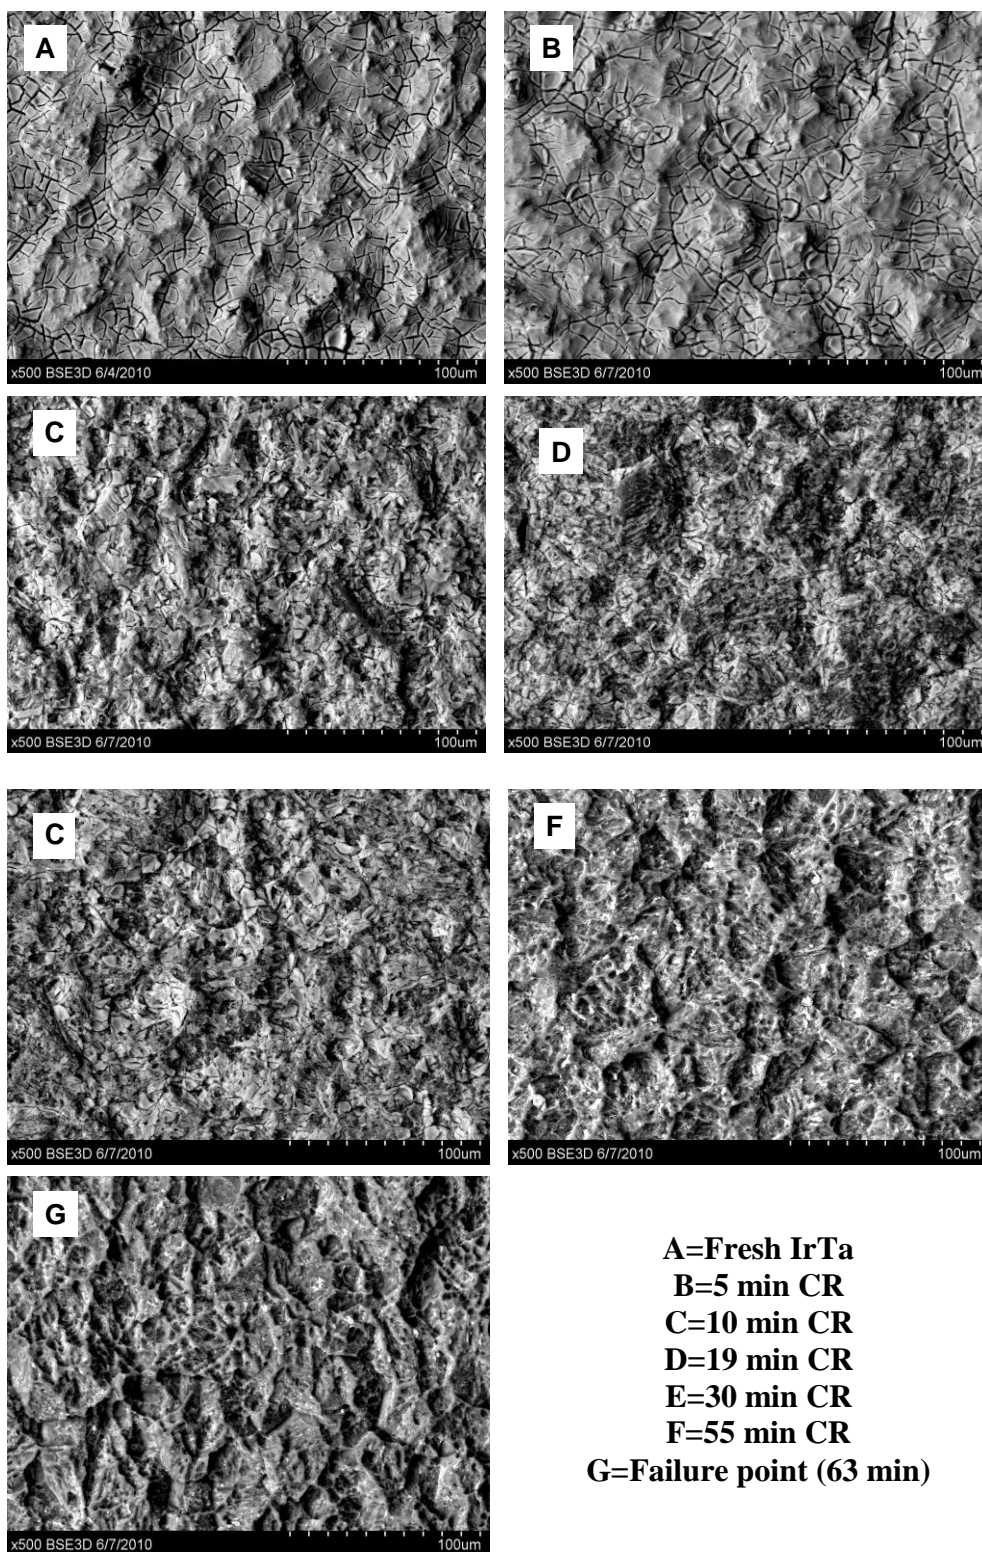 A
B
x500 BSE3D 6/4/2010 100um
x500 BSE3D 6/7/2010 100um
C
D
x500 BSE3D 6/7/2010 100um
x500 BSE3D 6/7/2010 100um
C
F
x500 BSE3D 6/7/2010 100um
x500 BSE3D 6/7/2010 100um
G
x500 BSE3D 6/7/2010 100um
A=Fresh IrTa
B=5 min CR
C=10 min CR
D=19 min CR
E=30 min CR
F=55 min CR
G=Failure point (63 min)